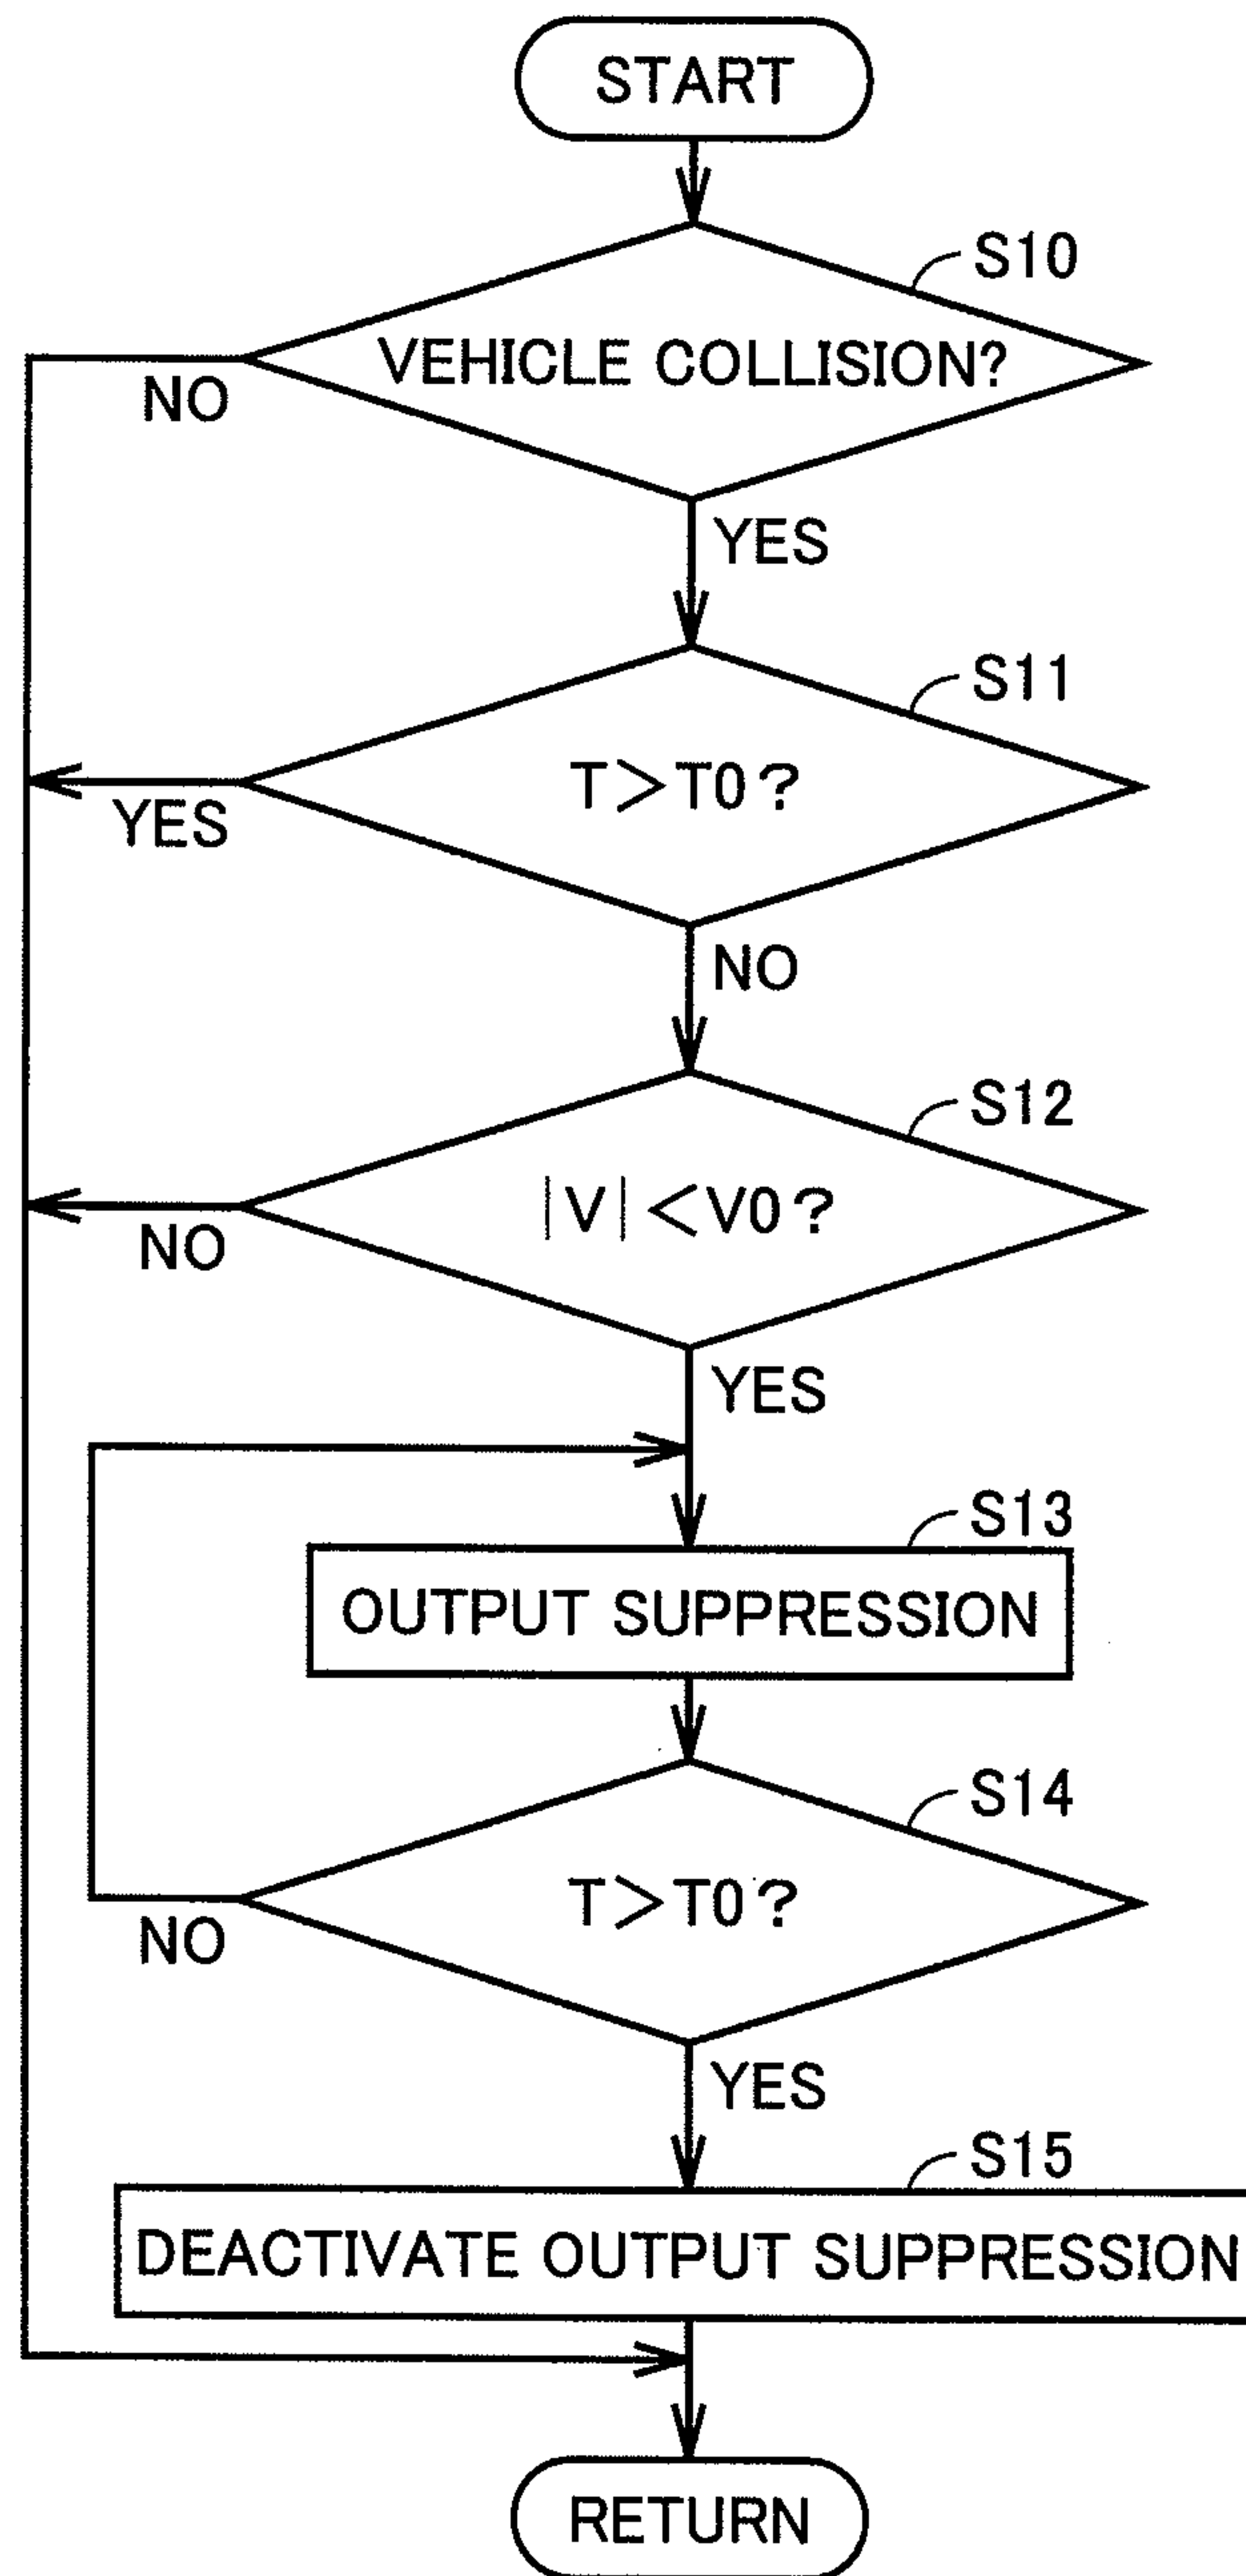 START
S10
VEHICLE COLLISION?
NO
YES
S11
T>T0?
YES
NO
S12
|V|<V0?
NO
YES
S13
OUTPUT SUPPRESSION
S14
T>T0?
NO
YES
S15
DEACTIVATE OUTPUT SUPPRESSION
RETURN